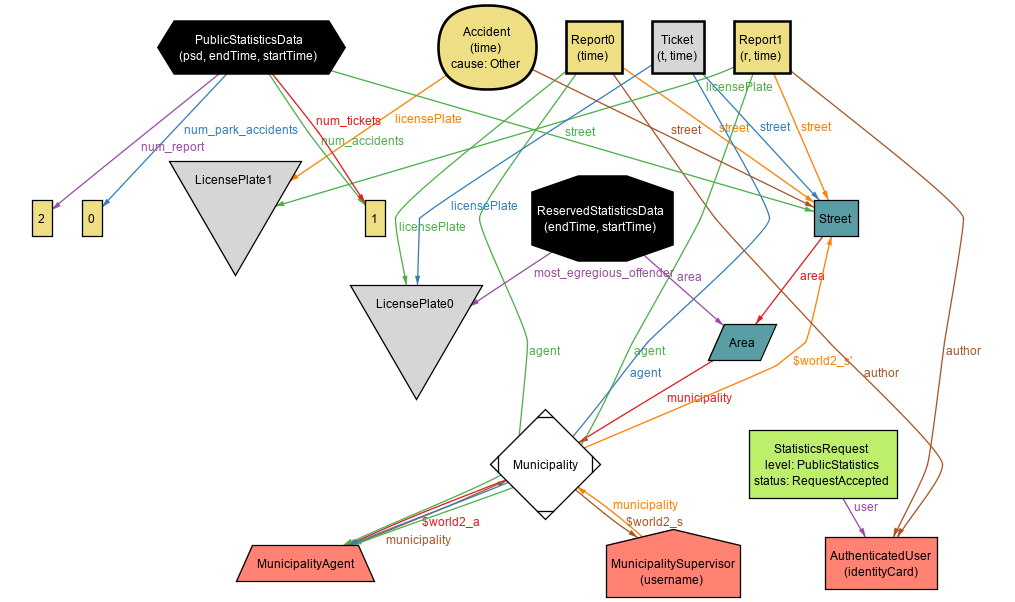 PublicStatisticsData
(psd, endTime, startTime)
Accident
(time)
cause: Other
Report0
(time)
Ticket
(t, time)
Report1
(r, time)
licensePlate
num_tickets
licensePlate
num_park_accidents
street
street
street
street
street
num_accidents
num_report
LicensePlate1
2
0
1
licensePlate
licensePlate
ReservedStatisticsData
(endTime, startTime)
Street
most_egregious_offender
area
area
LicensePlate0
Area
agent
agent
agent
$world2_s'
author
author
municipality
Municipality
StatisticsRequest
level: PublicStatistics
status: RequestAccepted
municipality
user
$world2_a
$world2_s
municipality
MunicipalityAgent
MunicipalitySupervisor
(username)
AuthenticatedUser
(identityCard)